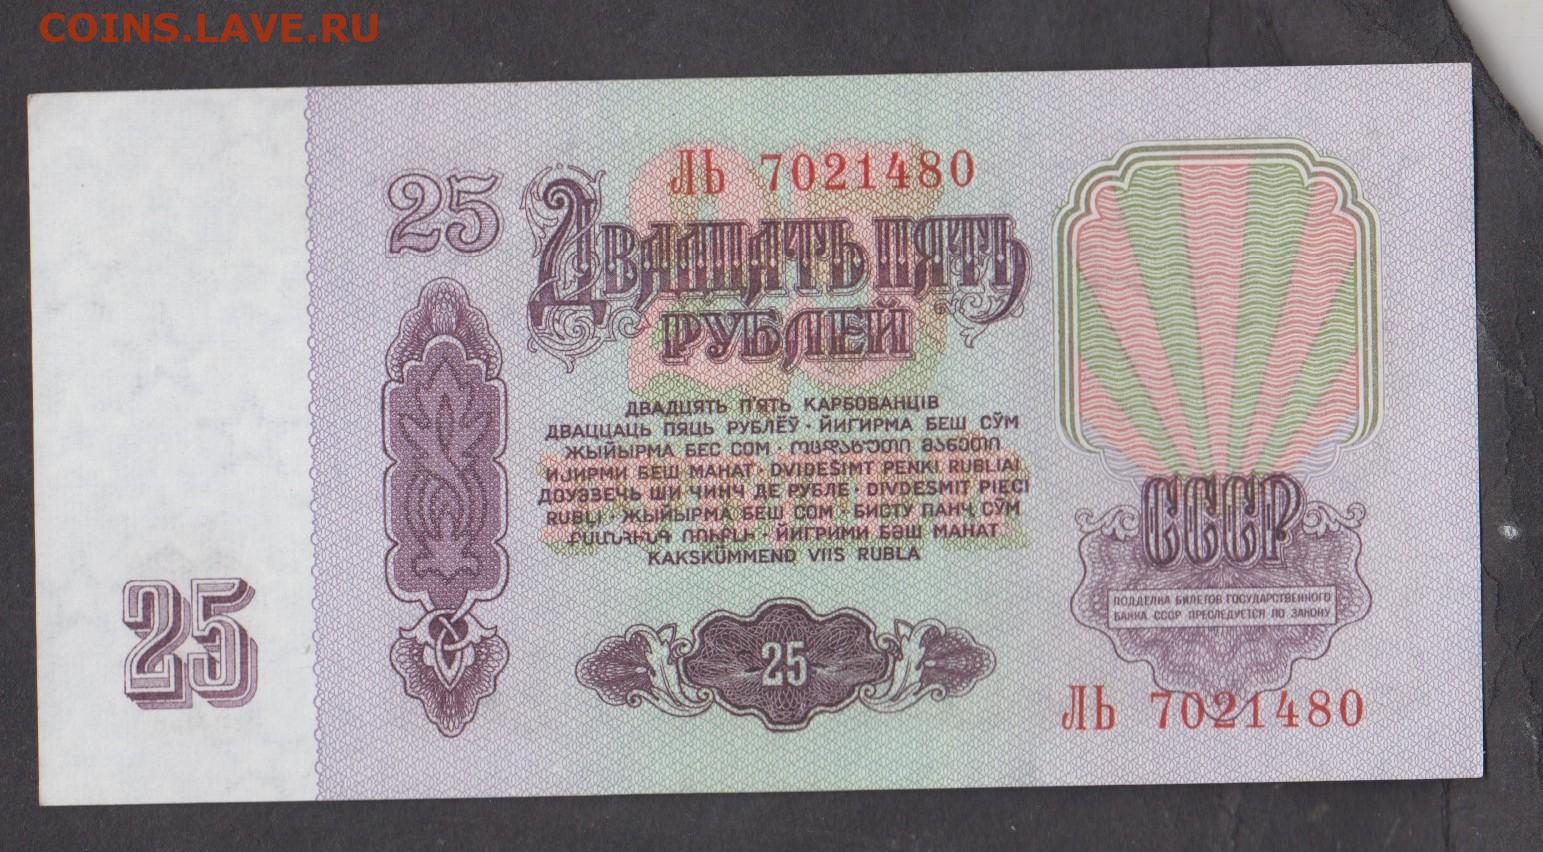 COINS.LAVE.RU
ЛЬ 7021480
25
Двадцать пять
рублей
ДВАДЦЯТЬ П'ЯТЬ КАРБОВАНЦІВ
ДВАЦЦАЦЬ ПЯЦЬ РУБЛЁЎ · ЙИГИРМА БЕШ СЎМ
ЖЫЙЫРМА БЕС СОМ · ᲝᲪᲓᲐᲮᲣᲗᲘ ᲛᲐᲜᲔᲗᲘ
ИЈИРМИ БЕШ МАНАТ · DVIDEŠIMT PENKI RUBLIAI
ДОУЭЗЕЧЬ ШИ ЧИНЧ ДЕ РУБЛЕ · DIVDESMIT PIECI
RUBĻI · ЖЫЙЫРМА БЕШ СОМ · БИСТУ ПАНҶ СЎМ
ՔՍԱՆՀԻՆԳ ՌՈՒԲԼԻ · ЙИГРИМИ БӘШ МАНАТ
KAKSKÜMMEND VIIS RUBLA
СССР
ПОДДЕЛКА БИЛЕТОВ ГОСУДАРСТВЕННОГО
БАНКА СССР ПРЕСЛЕДУЕТСЯ ПО ЗАКОНУ
25
25
ЛЬ 7021480